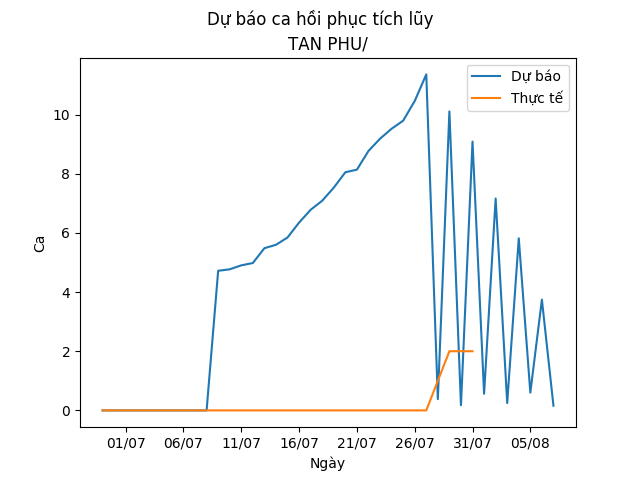 Dự báo ca hồi phục tích lũy
TAN PHU/
Dự báo
Thực tế
Ca
10
8
6
4
2
0
01/07 06/07 11/07 16/07 21/07 26/07 31/07 05/08
Ngày